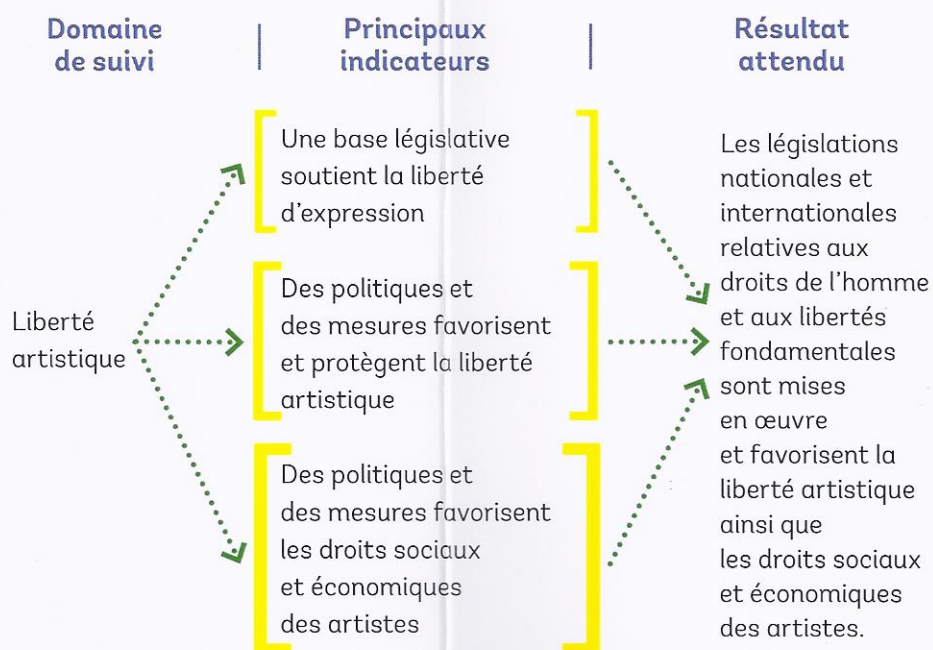 Domaine
de suivi
Principaux
indicateurs
Résultat
attendu
Liberté
artistique
Une base législative
soutient la liberté
d'expression
Des politiques et
des mesures favorisent
et protègent la liberté
artistique
Des politiques et
des mesures favorisent
les droits sociaux
et économiques
des artistes
Les législations
nationales et
internationales
relatives aux
droits de l'homme
et aux libertés
fondamentales
sont mises
en œuvre
et favorisent la
liberté artistique
ainsi que
les droits sociaux
et économiques
des artistes.